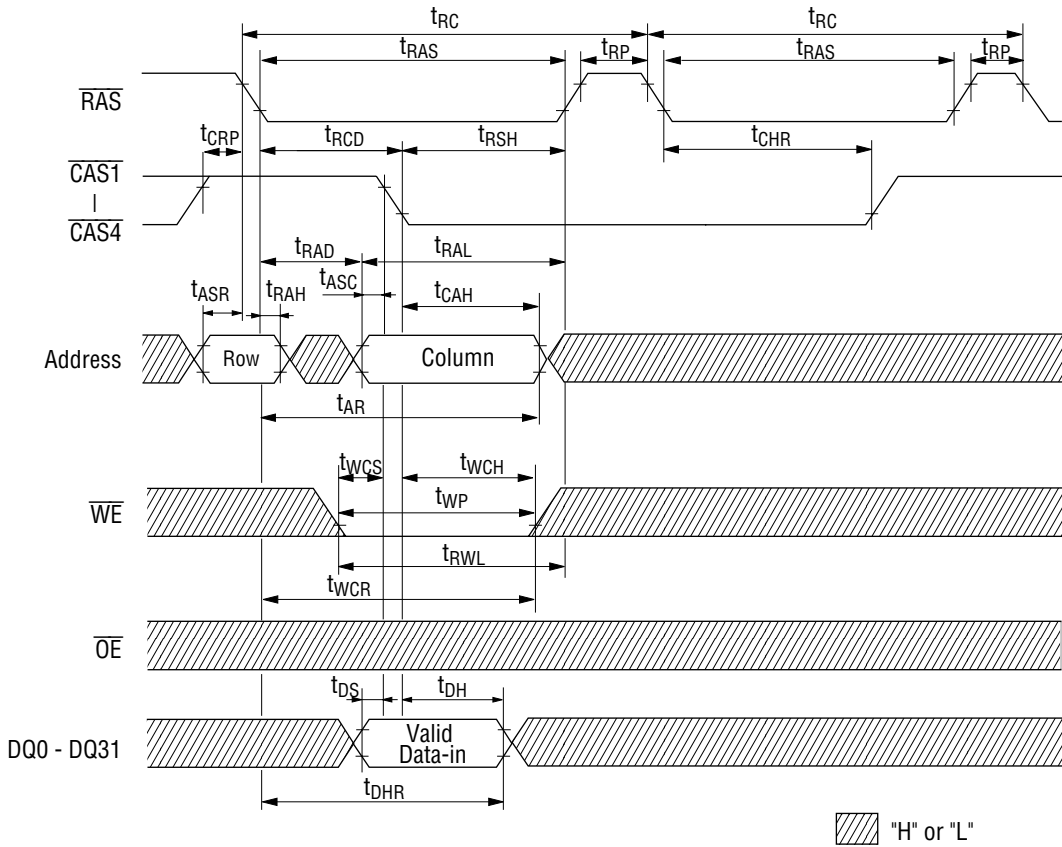 tRC tRC
tRAS tRP tRAS tRP
RAS
tCRP tRCD tRSH tCHR
CAS1
|
CAS4
tRAD tRAL
tASC
tASR tRAH tCAH
Address Row Column
tAR
tWCS tWCH
tWP
WE
tRWL
tWCR
OE
tDS tDH
DQ0 - DQ31 Valid
Data-in
tDHR
"H" or "L"